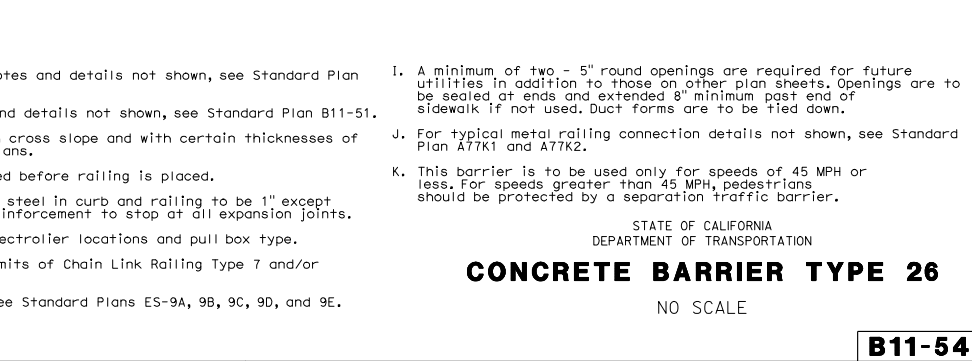 otes and details not shown, see Standard Plan
nd details not shown, see Standard Plan B11-51.
cross slope and with certain thicknesses of
ans.
ed before railing is placed.
steel in curb and railing to be 1" except
inforcement to stop at all expansion joints.
ectrolier locations and pull box type.
mits of Chain Link Railing Type 7 and/or
ee Standard Plans ES-9A, 9B, 9C, 9D, and 9E.
I. A minimum of two - 5" round openings are required for future
utilities in addition to those on other plan sheets. Openings are to
be sealed at ends and extended 8" minimum past end of
sidewalk if not used. Duct forms are to be tied down.
J. For typical metal railing connection details not shown, see Standard
Plan A77K1 and A77K2.
K. This barrier is to be used only for speeds of 45 MPH or
less. For speeds greater than 45 MPH, pedestrians
should be protected by a separation traffic barrier.
STATE OF CALIFORNIA
DEPARTMENT OF TRANSPORTATION
CONCRETE BARRIER TYPE 26
NO SCALE
B11-54